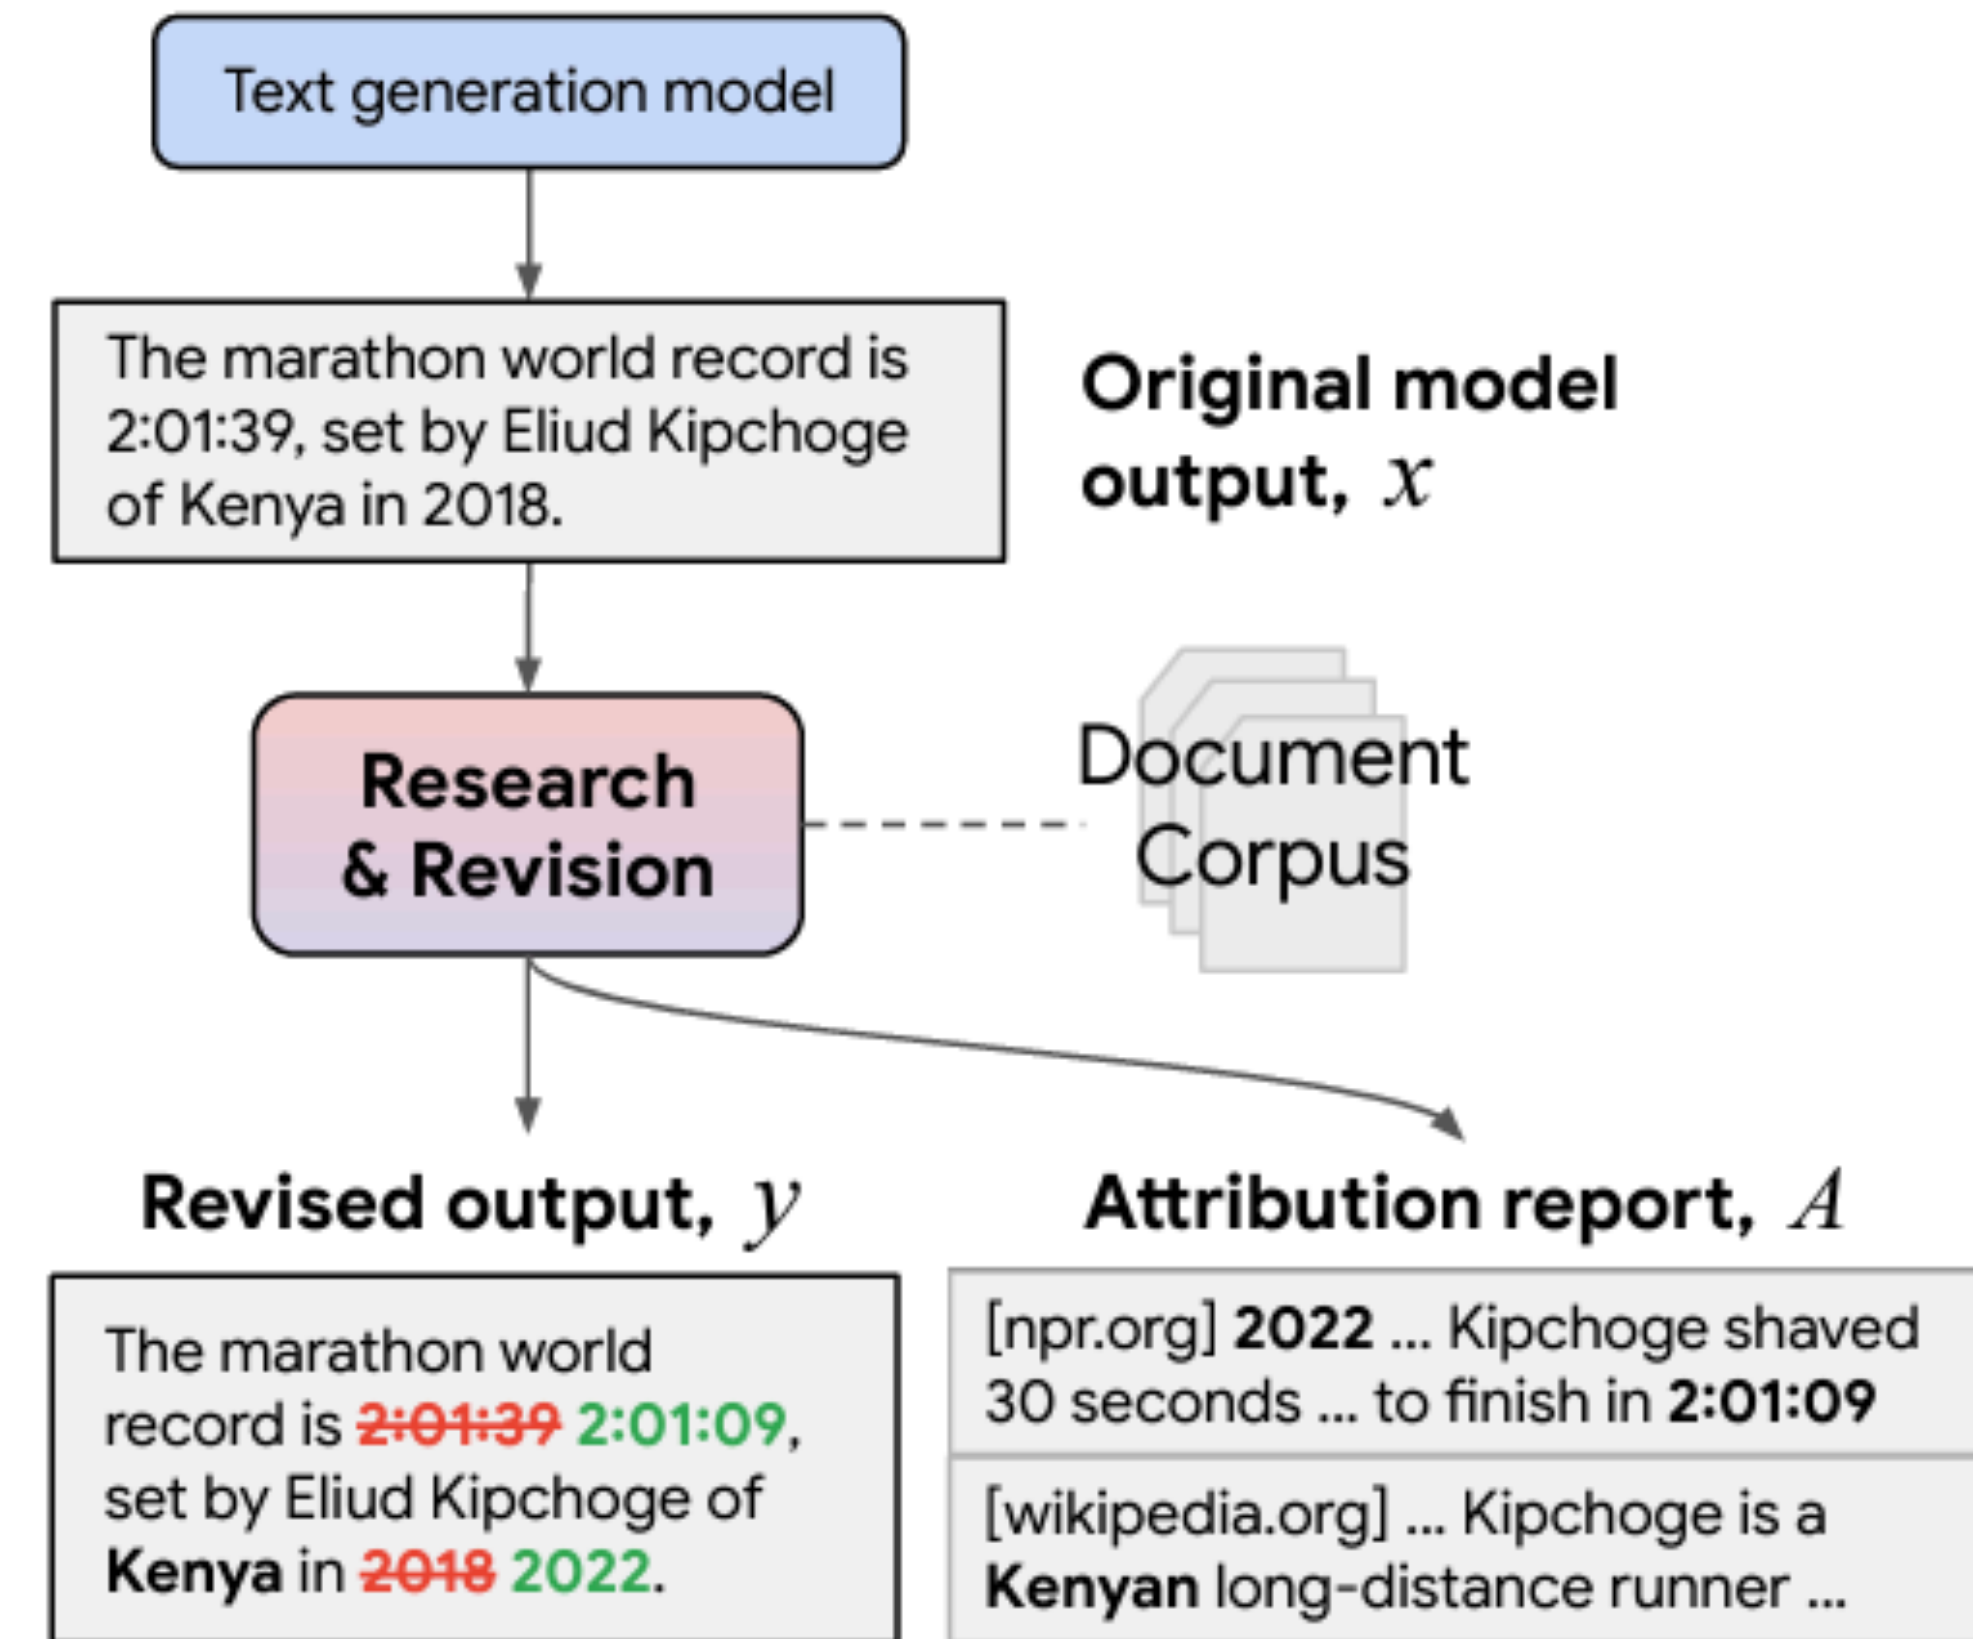 Text generation model
The marathon world record is
2:01:39, set by Eliud Kipchoge
of Kenya in 2018.
Original model
output, x
Research
& Revision
Document
Corpus
Revised output, y
The marathon world
record is 2:01:39 2:01:09,
set by Eliud Kipchoge of
Kenya in 2018 2022.
Attribution report, A
[npr.org] 2022 ... Kipchoge shaved
30 seconds ... to finish in 2:01:09
[wikipedia.org] ... Kipchoge is a
Kenyan long-distance runner ...